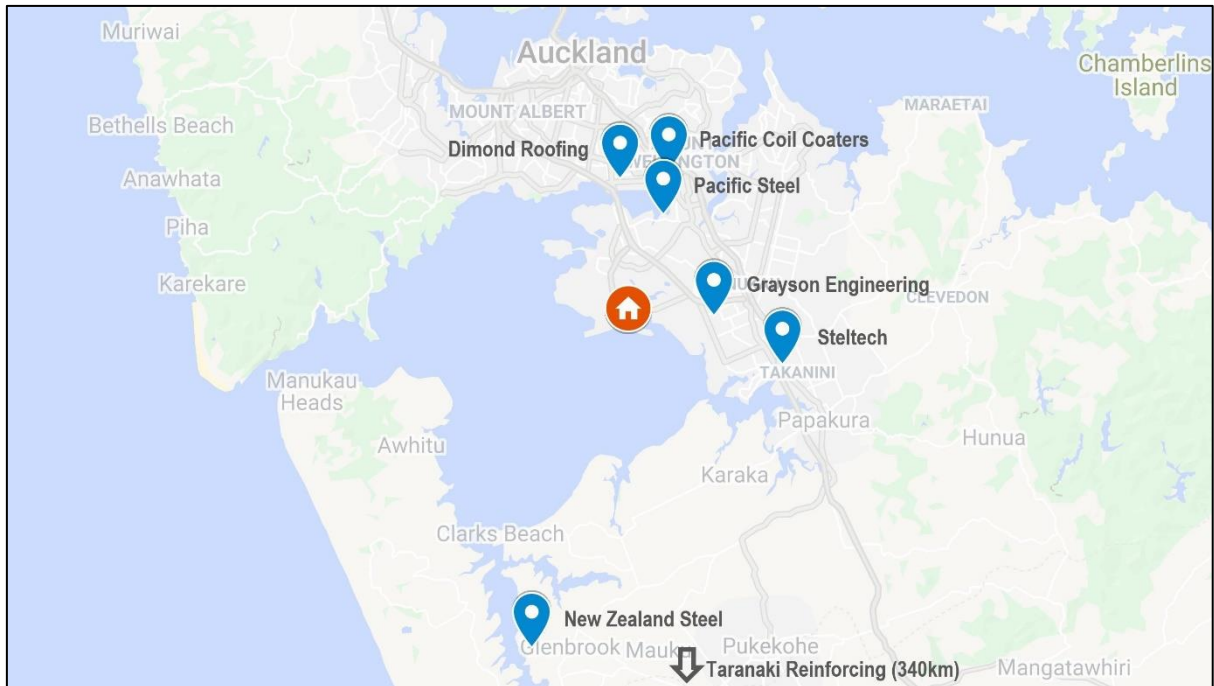 Muriwai
Auckland
Chamberlins
Island
MOUNT ALBERT
MARAETAI
Bethells Beach
Dimond Roofing
Pacific Coil Coaters
Anawhata
Pacific Steel
Piha
Karekare
Grayson Engineering
CLEVEDON
Steltech
TAKANINI
Manukau
Heads
Papakura
Awhitu
Hunua
Karaka
Clarks Beach
New Zealand Steel
Glenbrook
Pukekohe
Taranaki Reinforcing (340km)
Mangatawhiri